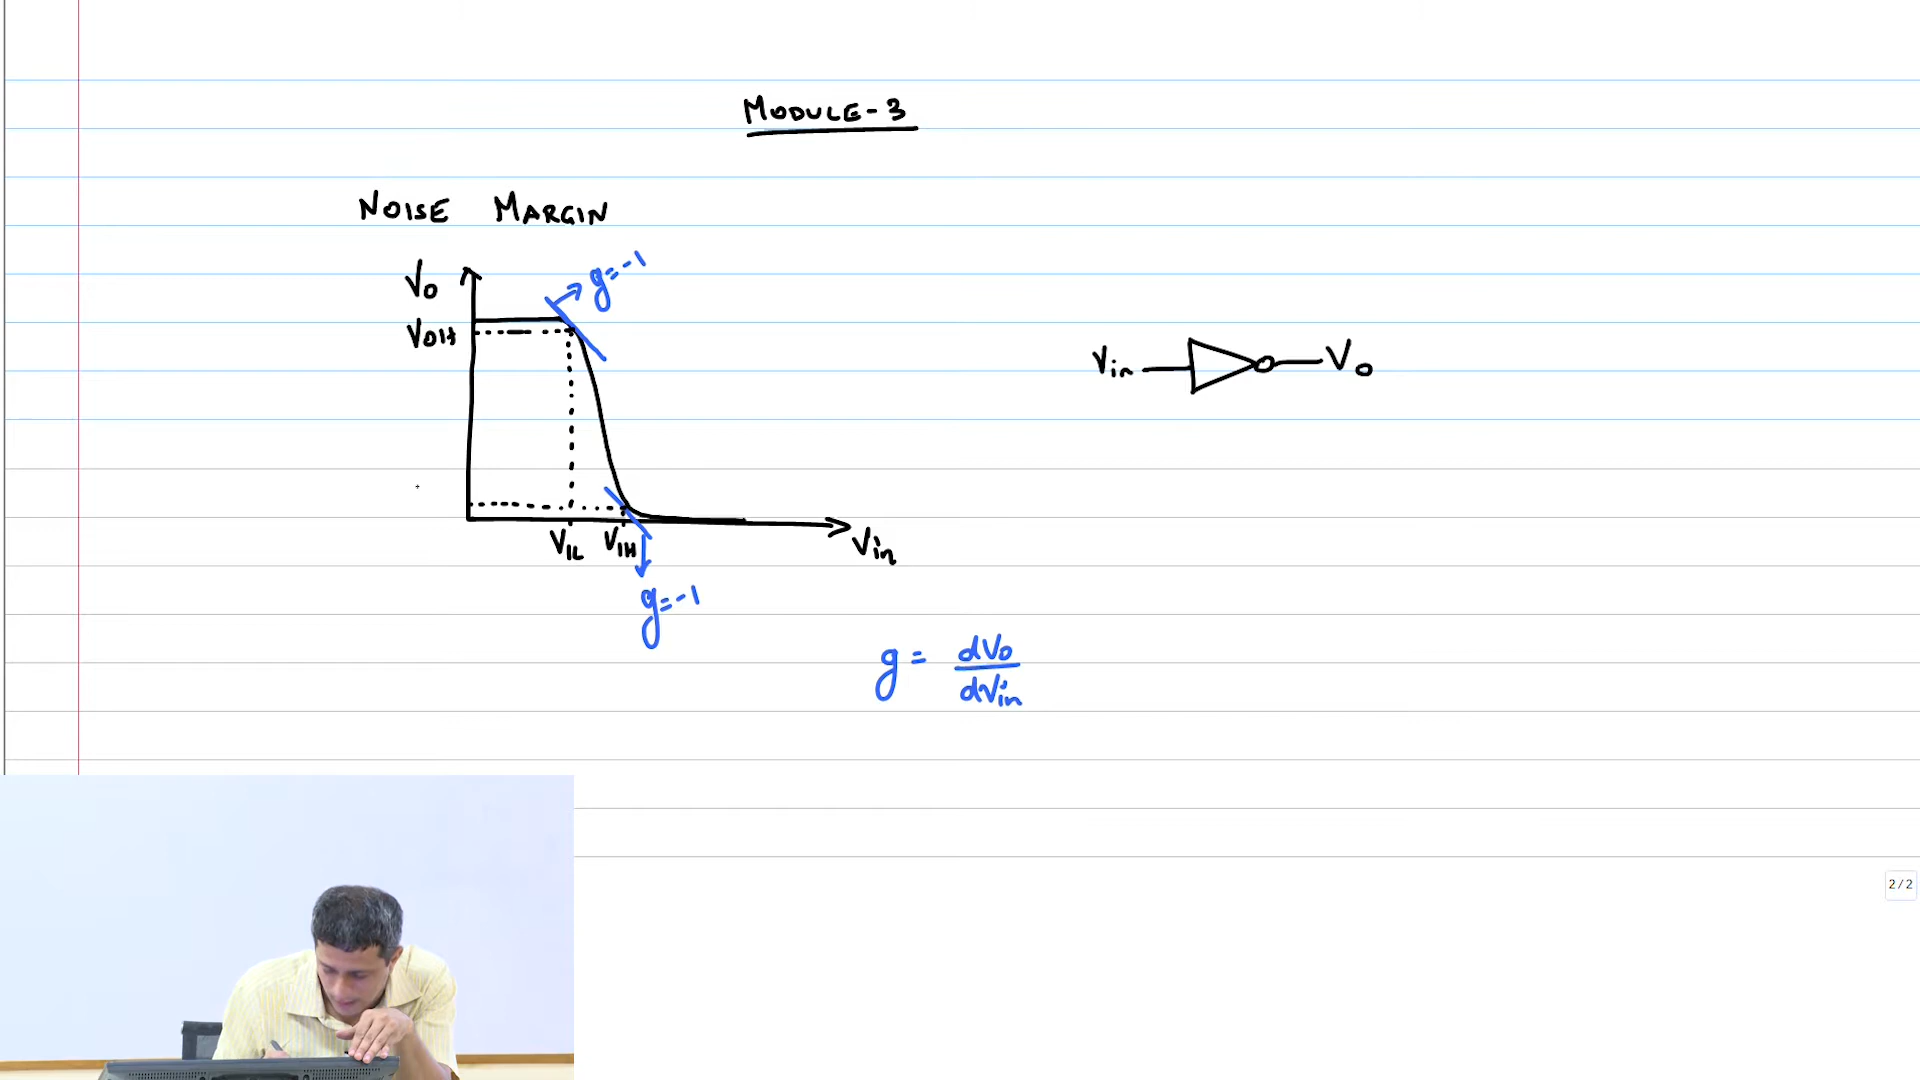 MODULE-3
NOISE MARGIN
Vo
g=-1
VOH
Vin
Vo
VIL
VIH
Vin
g=-1
g = dVo
dVin
2/2